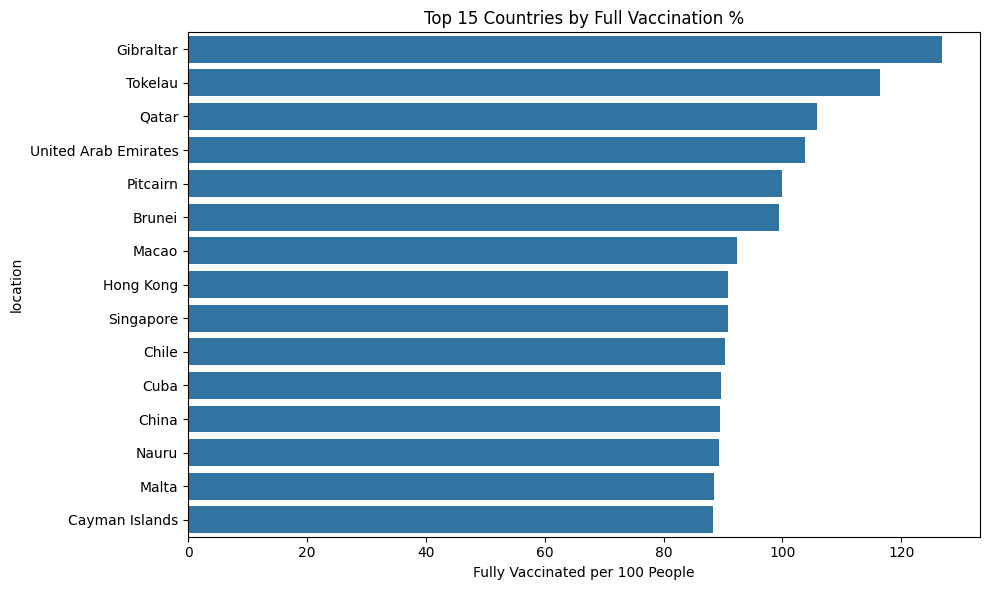 Top 15 Countries by Full Vaccination %
location
Gibraltar
Tokelau
Qatar
United Arab Emirates
Pitcairn
Brunei
Macao
Hong Kong
Singapore
Chile
Cuba
China
Nauru
Malta
Cayman Islands
0 20 40 60 80 100 120
Fully Vaccinated per 100 People